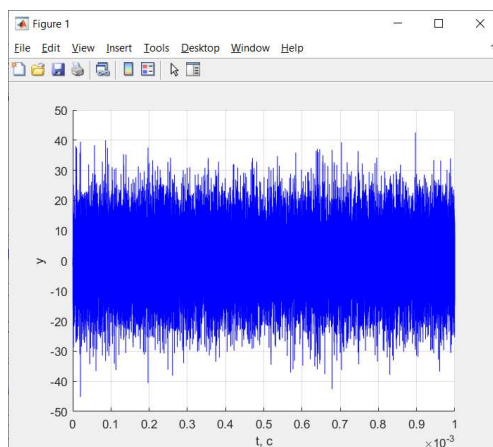 Figure 1
File Edit View Insert Tools Desktop Window Help
50
40
30
20
10
0
-10
-20
-30
-40
-50
y
0 0.1 0.2 0.3 0.4 0.5 0.6 0.7 0.8 0.9 1
t, c
×10⁻³